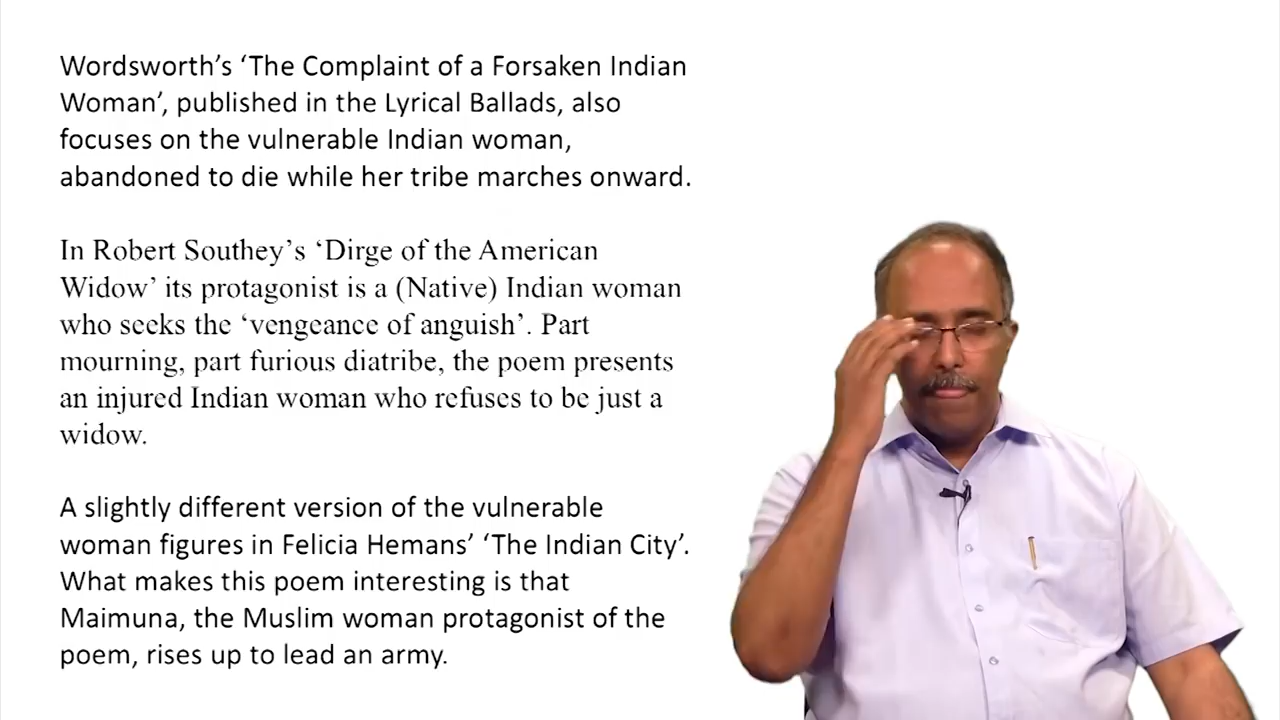 Wordsworth’s ‘The Complaint of a Forsaken Indian
Woman’, published in the Lyrical Ballads, also
focuses on the vulnerable Indian woman,
abandoned to die while her tribe marches onward.
In Robert Southey’s ‘Dirge of the American
Widow’ its protagonist is a (Native) Indian woman
who seeks the ‘vengeance of anguish’. Part
mourning, part furious diatribe, the poem presents
an injured Indian woman who refuses to be just a
widow.
A slightly different version of the vulnerable
woman figures in Felicia Hemans’ ‘The Indian City’.
What makes this poem interesting is that
Maimuna, the Muslim woman protagonist of the
poem, rises up to lead an army.